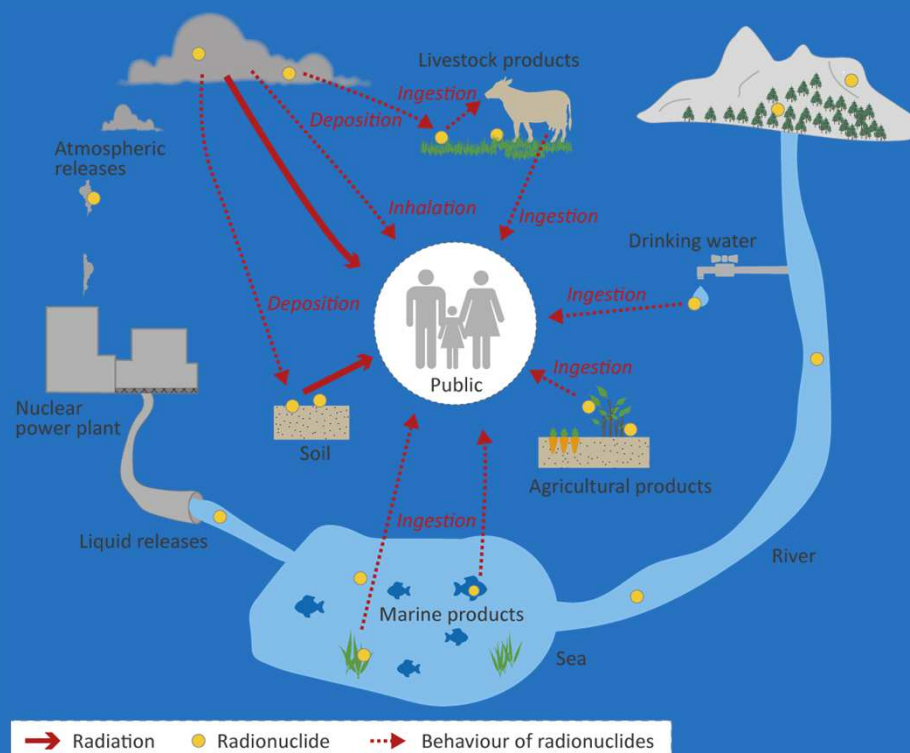 Livestock products
Ingestion
Deposition
Atmospheric
releases
Inhalation
Ingestion
Drinking water
Ingestion
Deposition
Ingestion
Public
Nuclear
power plant
Soil
Agricultural products
Ingestion
Liquid releases
River
Marine products
Sea
Radiation
Radionuclide
Behaviour of radionuclides